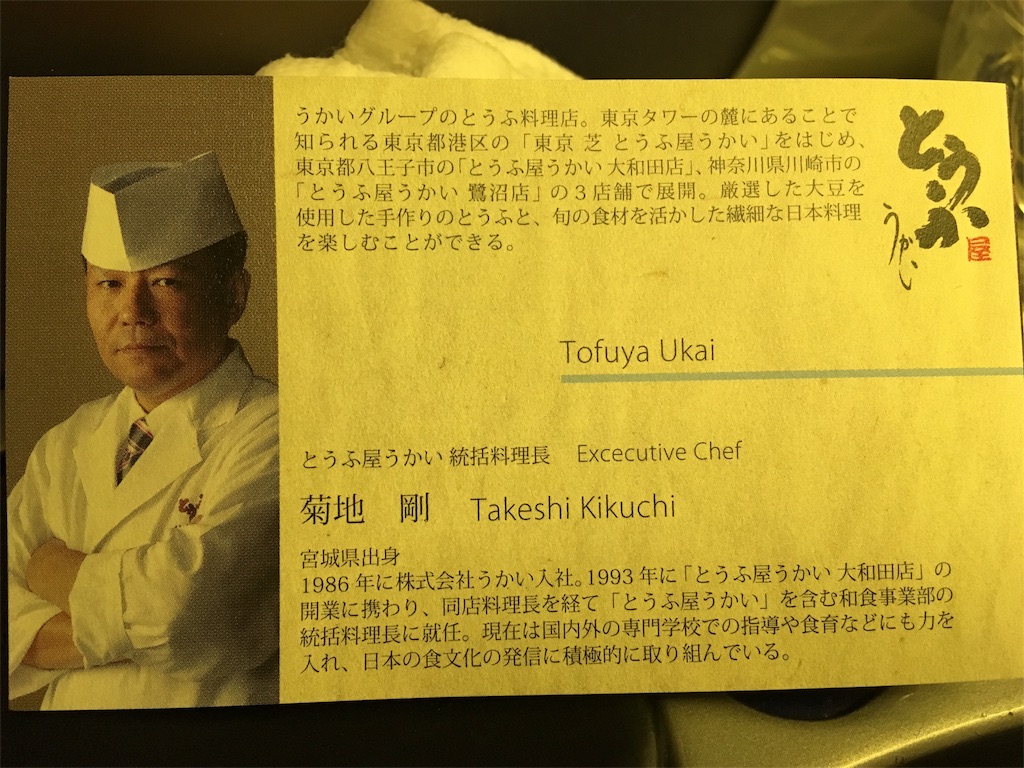 うかいグループのとうふ料理店。東京タワーの麓にあることで
知られる東京都港区の「東京 芝 とうふ屋うかい」をはじめ、
東京都八王子市の「とうふ屋うかい 大和田店」、神奈川県川崎市の
「とうふ屋うかい 鷺沼店」の3店舗で展開。厳選した大豆を
使用した手作りのとうふと、旬の食材を活かした繊細な日本料理
を楽しむことができる。
とうふ
屋
うかい
Tofuya Ukai
とうふ屋うかい 統括料理長 Excecutive Chef
菊地 剛 Takeshi Kikuchi
宮城県出身
1986年に株式会社うかい入社。1993年に「とうふ屋うかい 大和田店」の
開業に携わり、同店料理長を経て「とうふ屋うかい」を含む和食事業部の
統括料理長に就任。現在は国内外の専門学校での指導や食育などにも力を
入れ、日本の食文化の発信に積極的に取り組んでいる。